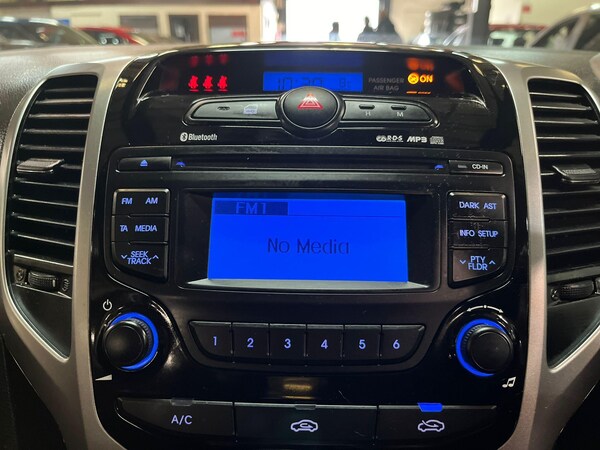 PASSENGER
AIR BAG
ON
H M
Bluetooth
R·D·S MP3
CD-IN
FM AM
DARK AST
FM1
TA MEDIA
INFO SETUP
No Media
SEEK
TRACK
PTY
FLDR
1 2 3 4 5 6
A/C